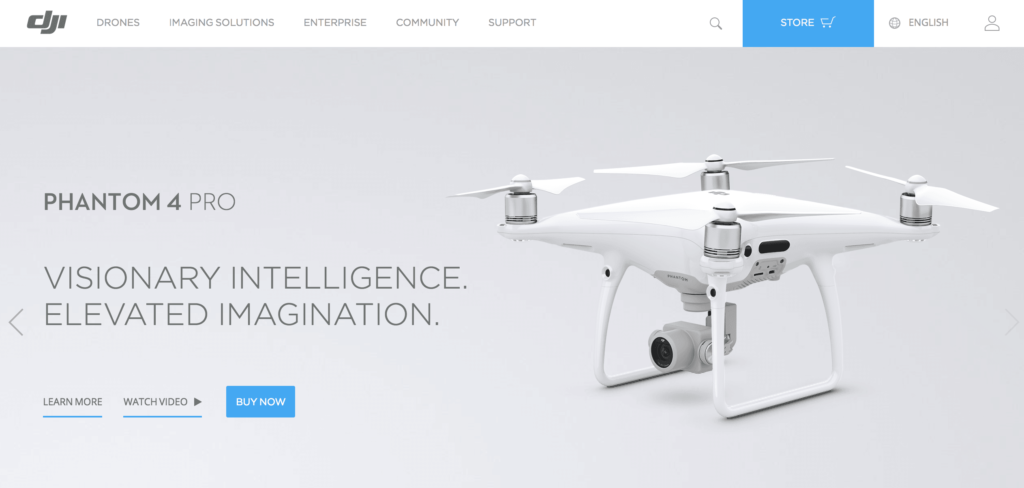 dji
DRONES IMAGING SOLUTIONS ENTERPRISE COMMUNITY SUPPORT STORE ENGLISH
PHANTOM 4 PRO
VISIONARY INTELLIGENCE.
ELEVATED IMAGINATION.
PHANTOM
LEARN MORE WATCH VIDEO BUY NOW